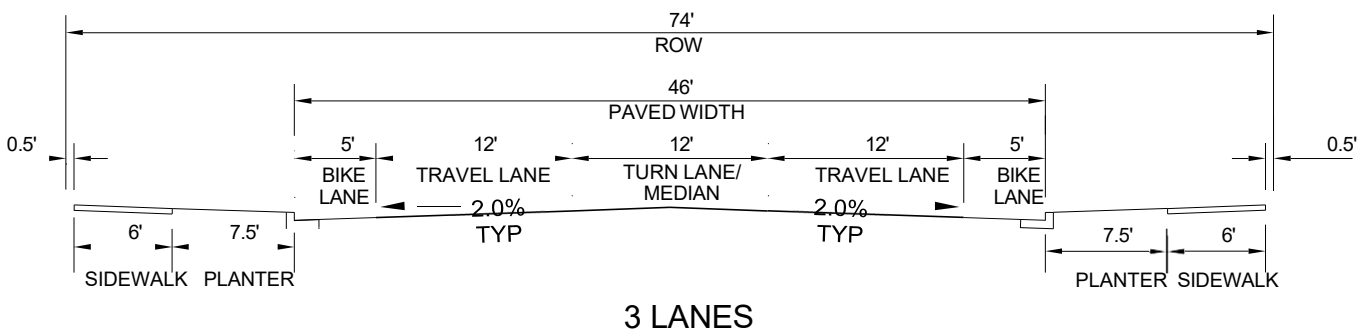 74'
ROW
46'
PAVED WIDTH
0.5' 5' 12' 12' 12' 5' 0.5'
BIKE LANE TRAVEL LANE TURN LANE/ MEDIAN TRAVEL LANE BIKE LANE
2.0% TYP 2.0% TYP
6' 7.5' 7.5' 6'
SIDEWALK PLANTER PLANTER SIDEWALK
3 LANES